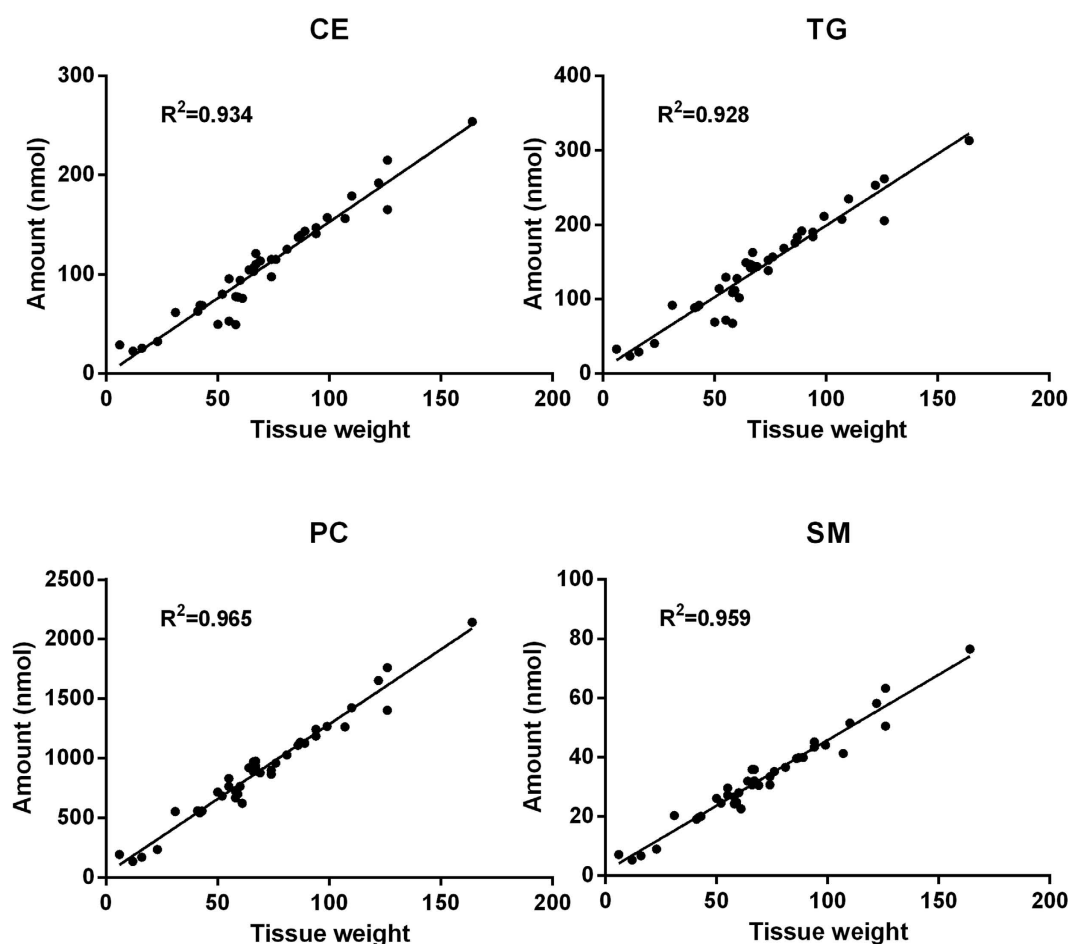 CE
300
200
100
0
Amount (nmol)
R²=0.934
0 50 100 150 200
Tissue weight
TG
400
300
200
100
0
Amount (nmol)
R²=0.928
0 50 100 150 200
Tissue weight
PC
2500
2000
1500
1000
500
0
Amount (nmol)
R²=0.965
0 50 100 150 200
Tissue weight
SM
100
80
60
40
20
0
Amount (nmol)
R²=0.959
0 50 100 150 200
Tissue weight